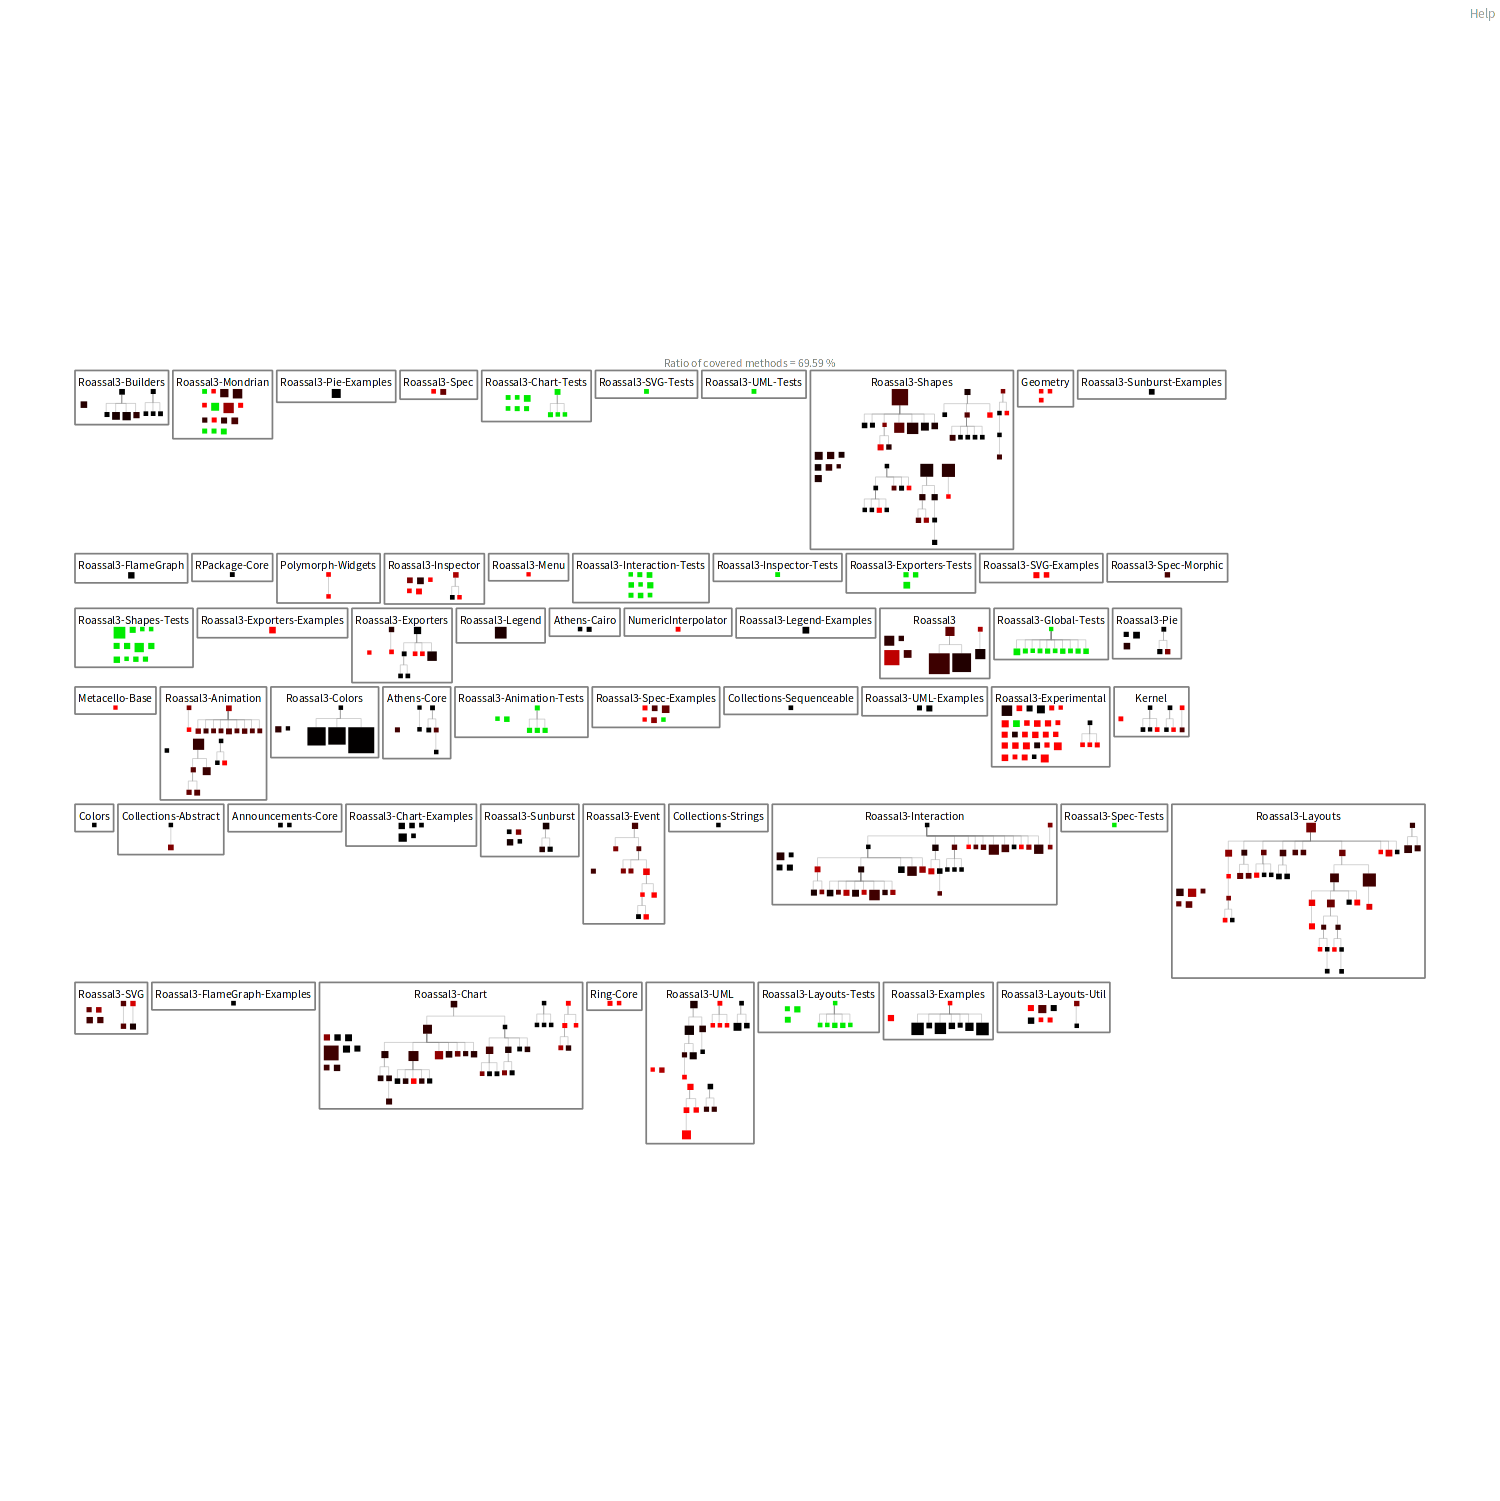 Help
Ratio of covered methods = 69.59 %
Roassal3-Builders
Roassal3-Mondrian
Roassal3-Pie-Examples
Roassal3-Spec
Roassal3-Chart-Tests
Roassal3-SVG-Tests
Roassal3-UML-Tests
Roassal3-Shapes
Geometry
Roassal3-Sunburst-Examples
Roassal3-FlameGraph
RPackage-Core
Polymorph-Widgets
Roassal3-Inspector
Roassal3-Menu
Roassal3-Interaction-Tests
Roassal3-Inspector-Tests
Roassal3-Exporters-Tests
Roassal3-SVG-Examples
Roassal3-Spec-Morphic
Roassal3-Shapes-Tests
Roassal3-Exporters-Examples
Roassal3-Exporters
Roassal3-Legend
Athens-Cairo
NumericInterpolator
Roassal3-Legend-Examples
Roassal3
Roassal3-Global-Tests
Roassal3-Pie
Metacello-Base
Roassal3-Animation
Roassal3-Colors
Athens-Core
Roassal3-Animation-Tests
Roassal3-Spec-Examples
Collections-Sequenceable
Roassal3-UML-Examples
Roassal3-Experimental
Kernel
Colors
Collections-Abstract
Announcements-Core
Roassal3-Chart-Examples
Roassal3-Sunburst
Roassal3-Event
Collections-Strings
Roassal3-Interaction
Roassal3-Spec-Tests
Roassal3-Layouts
Roassal3-SVG
Roassal3-FlameGraph-Examples
Roassal3-Chart
Ring-Core
Roassal3-UML
Roassal3-Layouts-Tests
Roassal3-Examples
Roassal3-Layouts-Util